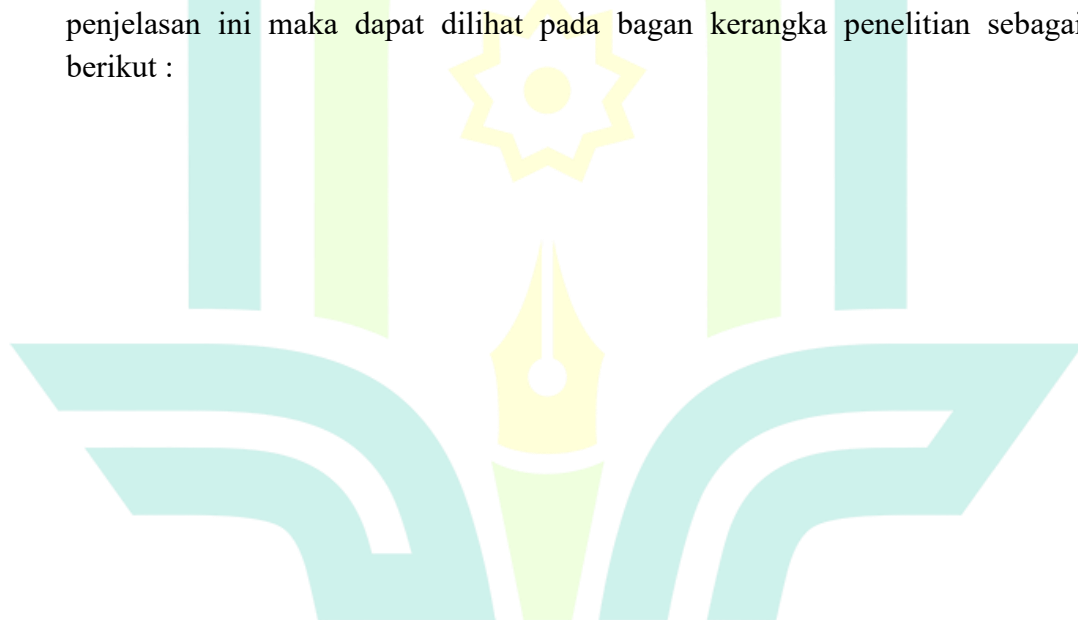 penjelasan ini maka dapat dilihat pada bagan kerangka penelitian sebagai
berikut :